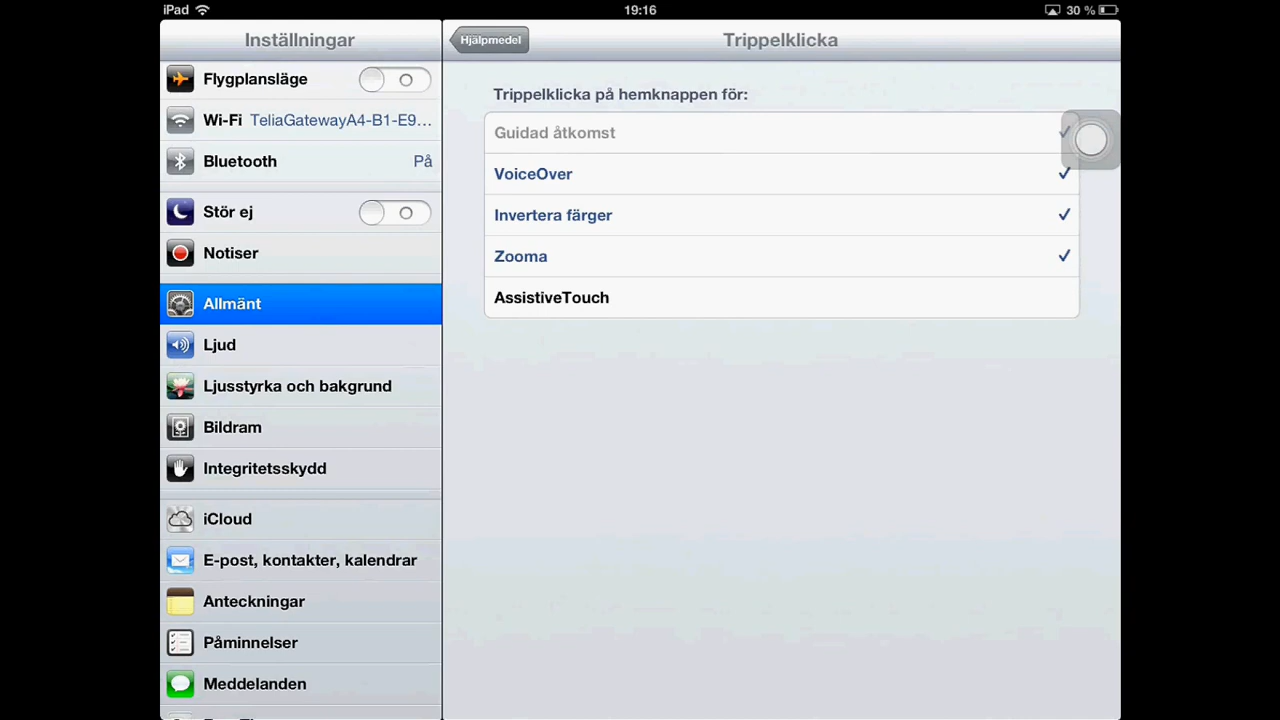 iPad
19:16
30 %
Inställningar
Flygplansläge
Wi-Fi TeliaGatewayA4-B1-E9...
Bluetooth På
Stör ej
Notiser
Allmänt
Ljud
Ljusstyrka och bakgrund
Bildram
Integritetsskydd
iCloud
E-post, kontakter, kalendrar
Anteckningar
Påminnelser
Meddelanden
Hjälpmedel
Trippelklicka
Trippelklicka på hemknappen för:
Guidad åtkomst
VoiceOver
Invertera färger
Zooma
AssistiveTouch